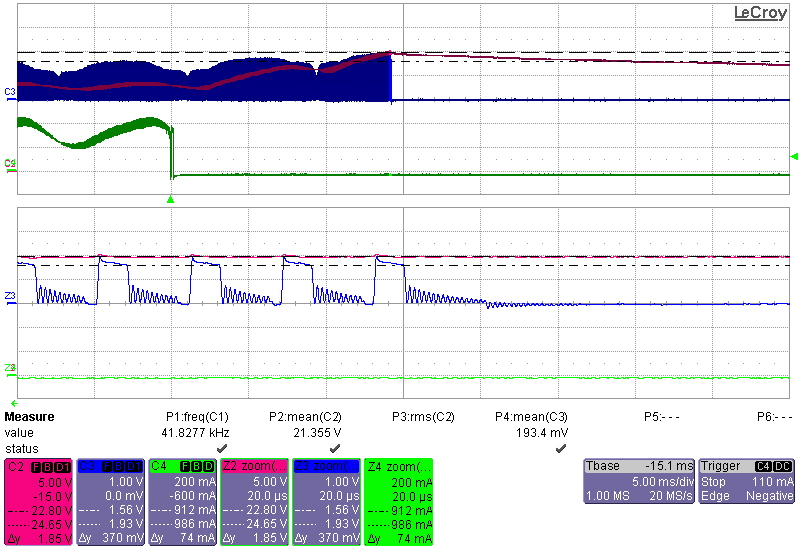 LeCroy
C3
C4
Z3
Z4
Measure P1:freq(C1) P2:mean(C2) P3:rms(C2) P4:mean(C3) P5:- - - P6:- - -
value 41.8277 kHz 21.355 V 193.4 mV
status
C2 F B D1 C3 F B D1 C4 F B D Z2 zoom(... Z3 zoom(... Z4 zoom(... Tbase -15.1 ms Trigger C4 DC
5.00 V 1.00 V 200 mA 5.00 V 1.00 V 200 mA 5.00 ms/div Stop 110 mA
-15.0 V 0.0 mV -600 mA 20.0 µs 20.0 µs 20.0 µs 1.00 MS 20 MS/s Edge Negative
22.80 V 1.56 V 912 mA 22.80 V 1.56 V 912 mA
24.65 V 1.93 V 986 mA 24.65 V 1.93 V 986 mA
Δy 1.85 V Δy 370 mV Δy 74 mA Δy 1.85 V Δy 370 mV Δy 74 mA